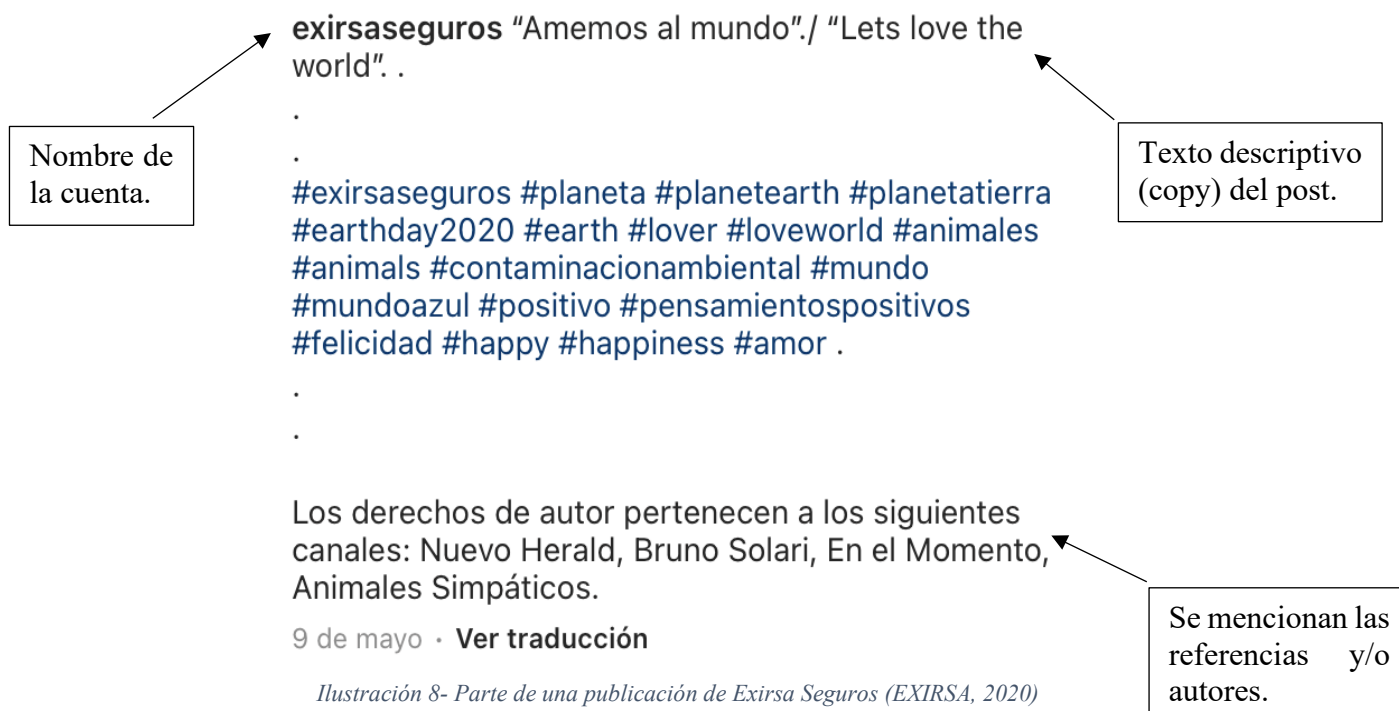 exirsaseguros “Amemos al mundo”./ “Lets love the
world”. .
.
.
Nombre de
la cuenta.
Texto descriptivo
(copy) del post.
#exirsaseguros #planeta #planetearth #planetatierra
#earthday2020 #earth #lover #loveworld #animales
#animals #contaminacionambiental #mundo
#mundoazul #positivo #pensamientospositivos
#felicidad #happy #happiness #amor .
.
.
Los derechos de autor pertenecen a los siguientes
canales: Nuevo Herald, Bruno Solari, En el Momento,
Animales Simpáticos.
9 de mayo · Ver traducción
Se mencionan las
referencias y/o
autores.
Ilustración 8- Parte de una publicación de Exirsa Seguros (EXIRSA, 2020)